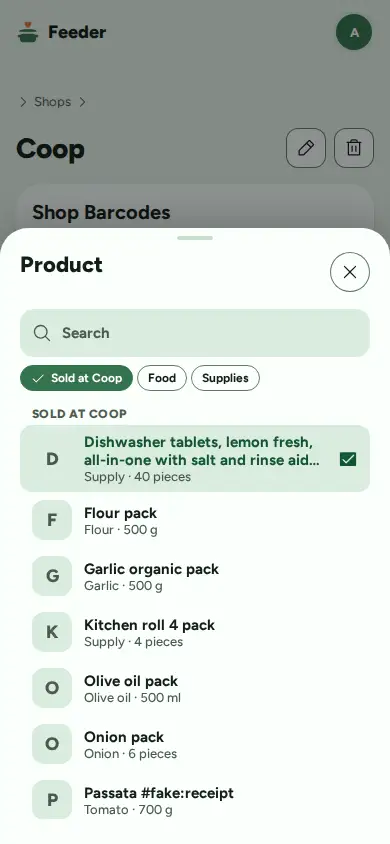 Feeder
A
Shops
Coop
Shop Barcodes
Product
Search
Sold at Coop
Food
Supplies
SOLD AT COOP
D
Dishwasher tablets, lemon fresh,
all-in-one with salt and rinse aid...
Supply · 40 pieces
F
Flour pack
Flour · 500 g
G
Garlic organic pack
Garlic · 500 g
K
Kitchen roll 4 pack
Supply · 4 pieces
O
Olive oil pack
Olive oil · 500 ml
O
Onion pack
Onion · 6 pieces
P
Passata #fake:receipt
Tomato · 700 g